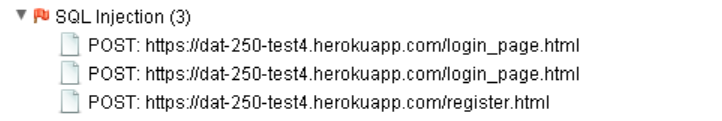 SQL Injection (3)
POST: https://dat-250-test4.herokuapp.com/login_page.html
POST: https://dat-250-test4.herokuapp.com/login_page.html
POST: https://dat-250-test4.herokuapp.com/register.html